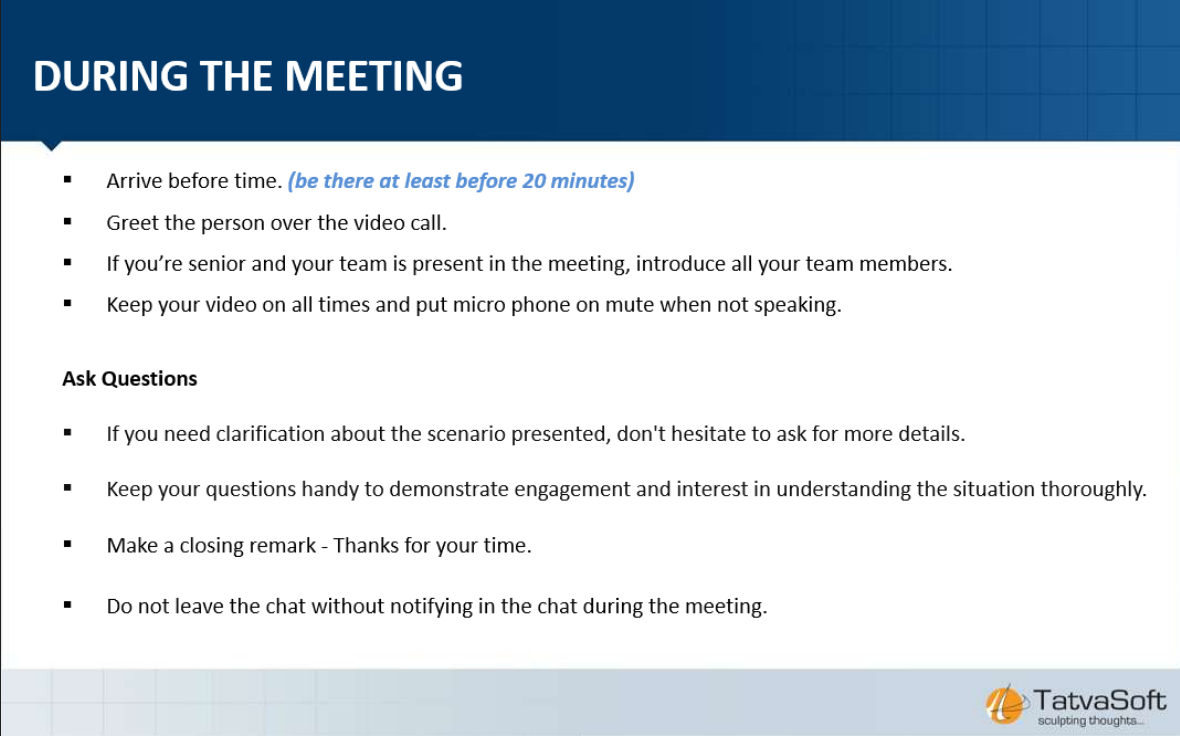 DURING THE MEETING
▪ Arrive before time. (be there at least before 20 minutes)
▪ Greet the person over the video call.
▪ If you’re senior and your team is present in the meeting, introduce all your team members.
▪ Keep your video on all times and put micro phone on mute when not speaking.
Ask Questions
▪ If you need clarification about the scenario presented, don't hesitate to ask for more details.
▪ Keep your questions handy to demonstrate engagement and interest in understanding the situation thoroughly.
▪ Make a closing remark - Thanks for your time.
▪ Do not leave the chat without notifying in the chat during the meeting.
TatvaSoft
sculpting thoughts...